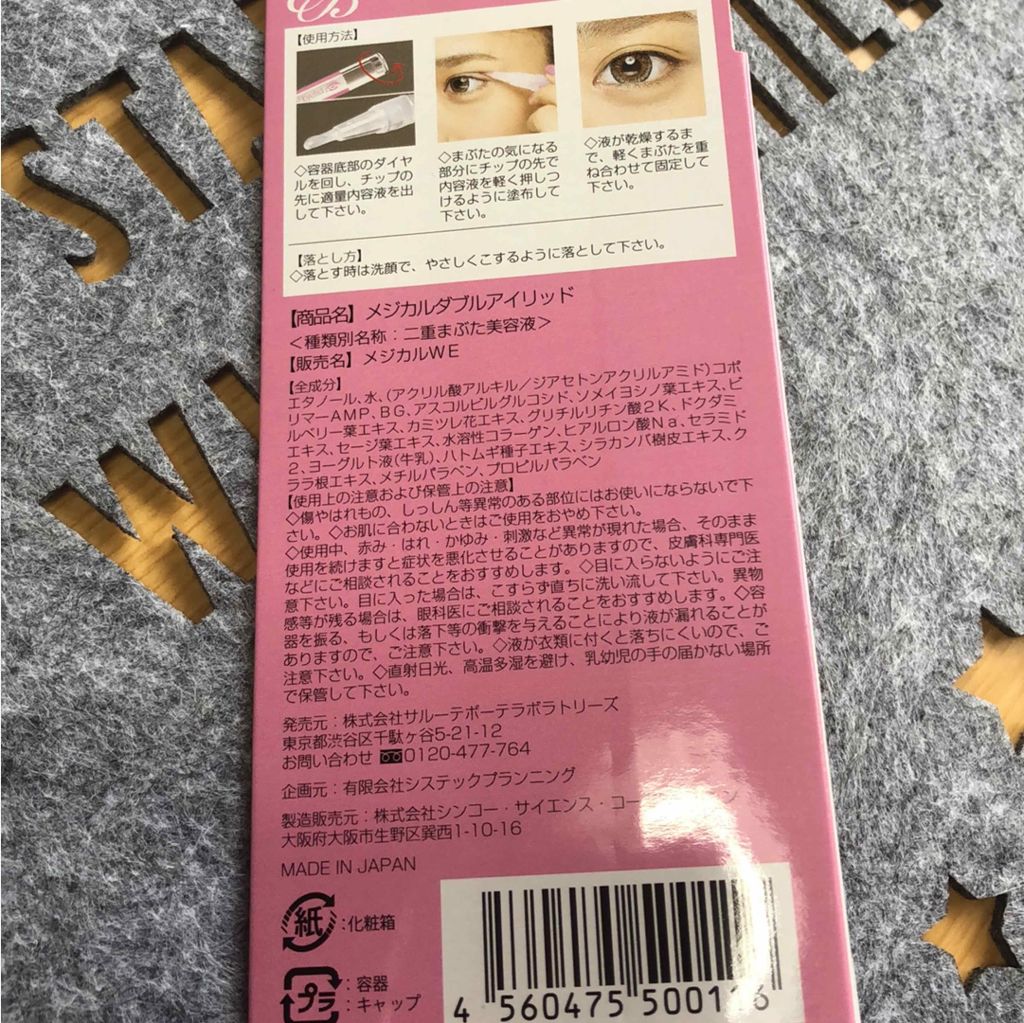 STA
WI
【使用方法】
◇容器底部のダイヤ
ルを回し、チップの
先に適量内容液を出
して下さい。
◇まぶたの気になる
部分にチップの先で
内容液を軽く押しつ
けるように塗布して
下さい。
◇液が乾燥するま
で、軽くまぶたを重
ね合わせて固定して
下さい。
【落とし方】
◇落とす時は洗顔で、やさしくこするように落として下さい。
【商品名】メジカルダブルアイリッド
＜種類別名称：二重まぶた美容液＞
【販売名】メジカルWE
【全成分】
エタノール、水、(アクリル酸アルキル／ジアセトンアクリルアミド)コポ
リマーAMP、BG、アスコルビルグルコシド、ソメイヨシノ葉エキス、ビ
ルベリー葉エキス、カミツレ花エキス、グリチルリチン酸2K、ドクダミ
エキス、セージ葉エキス、水溶性コラーゲン、ヒアルロン酸Na、セラミド
2、ヨーグルト液(牛乳)、ハトムギ種子エキス、シラカンバ樹皮エキス、ク
ララ根エキス、メチルパラベン、プロピルパラベン
【使用上の注意および保管上の注意】
◇傷やはれもの、しっしん等異常のある部位にはお使いにならないで下
さい。◇お肌に合わないときはご使用をおやめ下さい。
◇使用中、赤み・はれ・かゆみ・刺激など異常が現れた場合、そのまま
使用を続けますと症状を悪化させることがありますので、皮膚科専門医
などにご相談されることをおすすめします。◇目に入らないようにご注
意下さい。目に入った場合は、こすらず直ちに洗い流して下さい。異物
感等が残る場合は、眼科医にご相談されることをおすすめします。◇容
器を振る、もしくは落下等の衝撃を与えることにより液が漏れることが
ありますので、ご注意下さい。◇液が衣類に付くと落ちにくいので、ご
注意下さい。◇直射日光、高温多湿を避け、乳幼児の手の届かない場所
で保管して下さい。
発売元：株式会社サルーテボーテラボラトリーズ
東京都渋谷区千駄ヶ谷5-21-12
お問い合わせ 0120-477-764
企画元：有限会社システックプランニング
製造販売元：株式会社シンコー・サイエンス・コー
大阪府大阪市生野区巽西1-10-16
MADE IN JAPAN
紙：化粧箱
プラ：容器
：キャップ
4 560475 500116